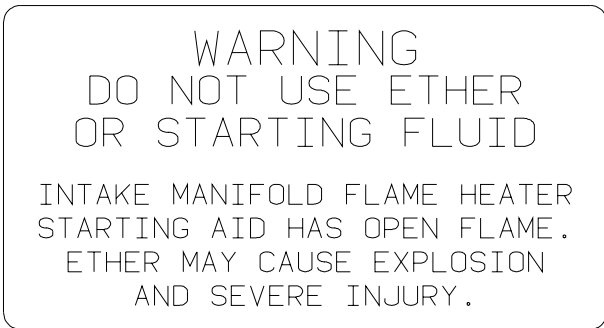 WARNING
DO NOT USE ETHER
OR STARTING FLUID
INTAKE MANIFOLD FLAME HEATER
STARTING AID HAS OPEN FLAME.
ETHER MAY CAUSE EXPLOSION
AND SEVERE INJURY.